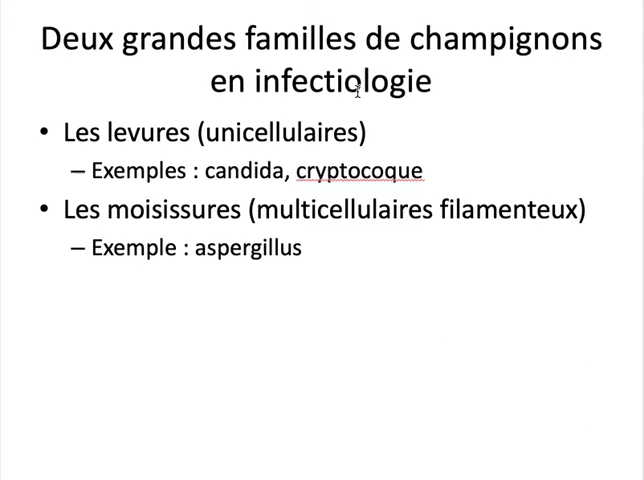 Deux grandes familles de champignons
en infectiologie
• Les levures (unicellulaires)
– Exemples : candida, cryptocoque
• Les moisissures (multicellulaires filamenteux)
– Exemple : aspergillus